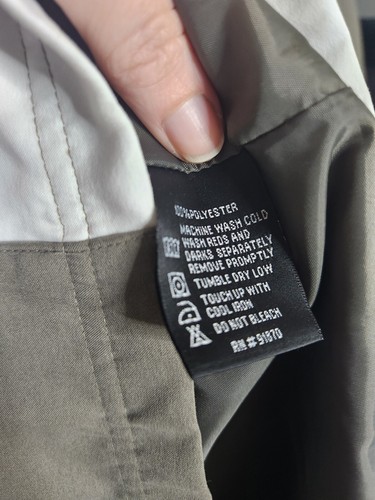 100% POLYESTER
MACHINE WASH COLD
WASH REDS AND
DARKS SEPARATELY
REMOVE PROMPTLY
TUMBLE DRY LOW
TOUCH UP WITH
COOL IRON
DO NOT BLEACH
RN # 91870